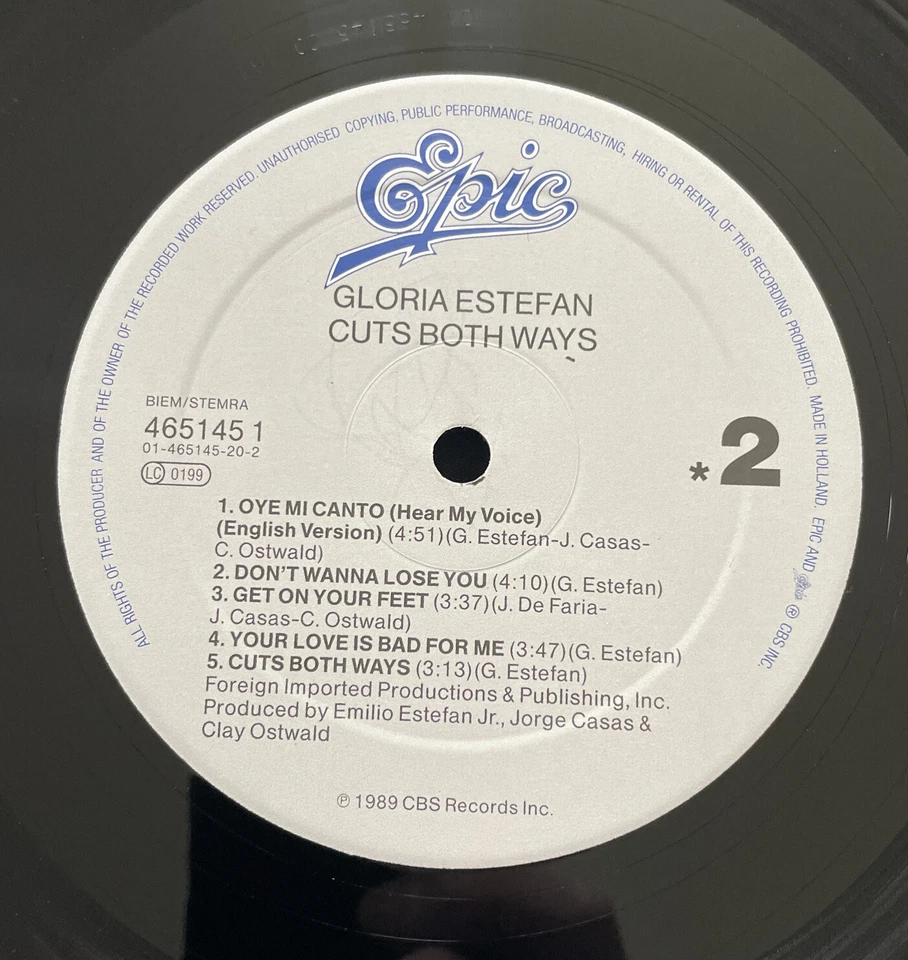 ALL RIGHTS OF THE PRODUCER AND OF THE OWNER OF THE RECORDED WORK RESERVED. UNAUTHORISED COPYING, PUBLIC PERFORMANCE, BROADCASTING, HIRING OR RENTAL OF THIS RECORDING PROHIBITED. MADE IN HOLLAND. EPIC AND Epic ® CBS INC.
Epic
GLORIA ESTEFAN
CUTS BOTH WAYS
BIEM/STEMRA
465145 1
01-465145-20-2
LC 0199
*2
1. OYE MI CANTO (Hear My Voice)
(English Version) (4:51)(G. Estefan-J. Casas-
C. Ostwald)
2. DON'T WANNA LOSE YOU (4:10)(G. Estefan)
3. GET ON YOUR FEET (3:37)(J. De Faria-
J. Casas-C. Ostwald)
4. YOUR LOVE IS BAD FOR ME (3:47)(G. Estefan)
5. CUTS BOTH WAYS (3:13)(G. Estefan)
Foreign Imported Productions & Publishing, Inc.
Produced by Emilio Estefan Jr., Jorge Casas &
Clay Ostwald
℗ 1989 CBS Records Inc.